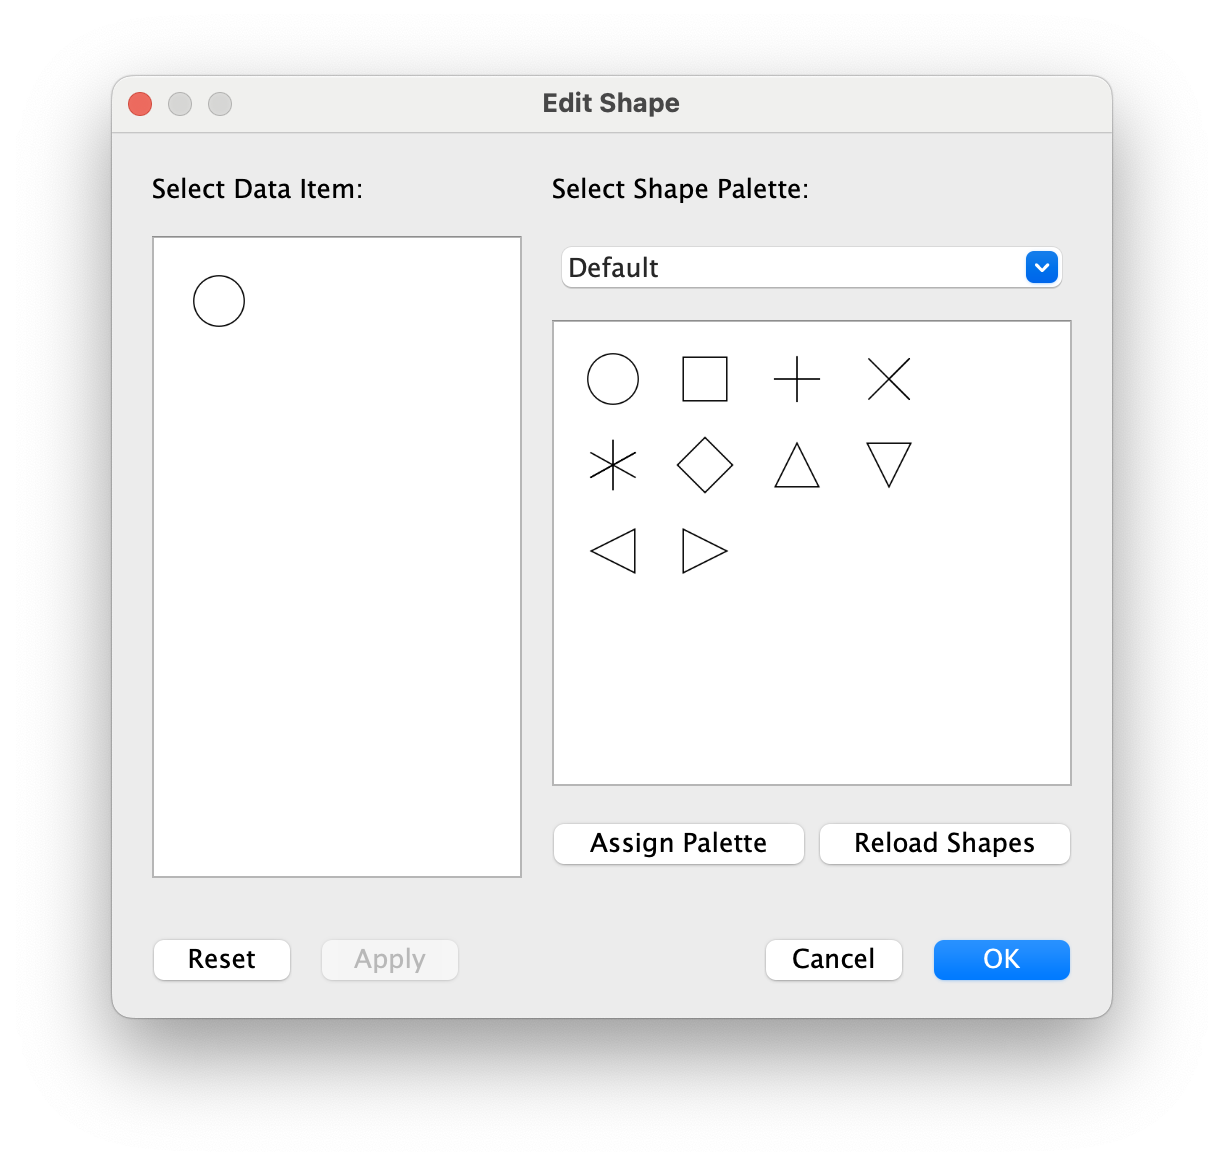 Edit Shape
Select Data Item:
Select Shape Palette:
Default
Assign Palette
Reload Shapes
Reset
Apply
Cancel
OK